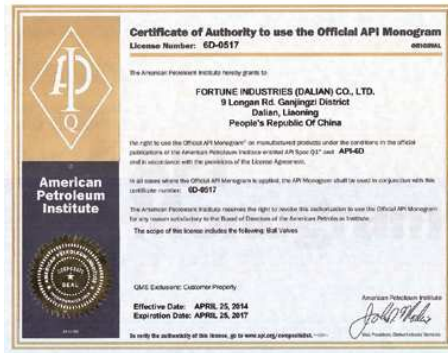 Certificate of Authority to use the Official API Monogram
License Number: 6D-0517
ORIGINAL
The American Petroleum Institute hereby grants to
FORTUNE INDUSTRIES (DALIAN) CO., LTD.
9 Longan Rd. Ganjingzi District
Dalian, Liaoning
People's Republic Of China
the right to use the Official API Monogram® on manufactured products under the conditions in the official
publications of the American Petroleum Institute entitled API Spec Q1® and API-6D
and in accordance with the provisions of the License Agreement.
In all cases where the Official API Monogram is applied, the API Monogram shall be used in conjunction with this
certificate number: 6D-0517
The American Petroleum Institute reserves the right to revoke this authorization to use the Official API Monogram
for any reason satisfactory to the Board of Directors of the American Petroleum Institute.
The scope of this license includes the following: Ball Valves
QMS Exclusions: Customer Property
Effective Date: APRIL 25, 2014
Expiration Date: APRIL 25, 2017
To verify the authenticity of this license, go to www.api.org/compositelist.
American Petroleum Institute
Q
American
Petroleum
Institute
SEAL